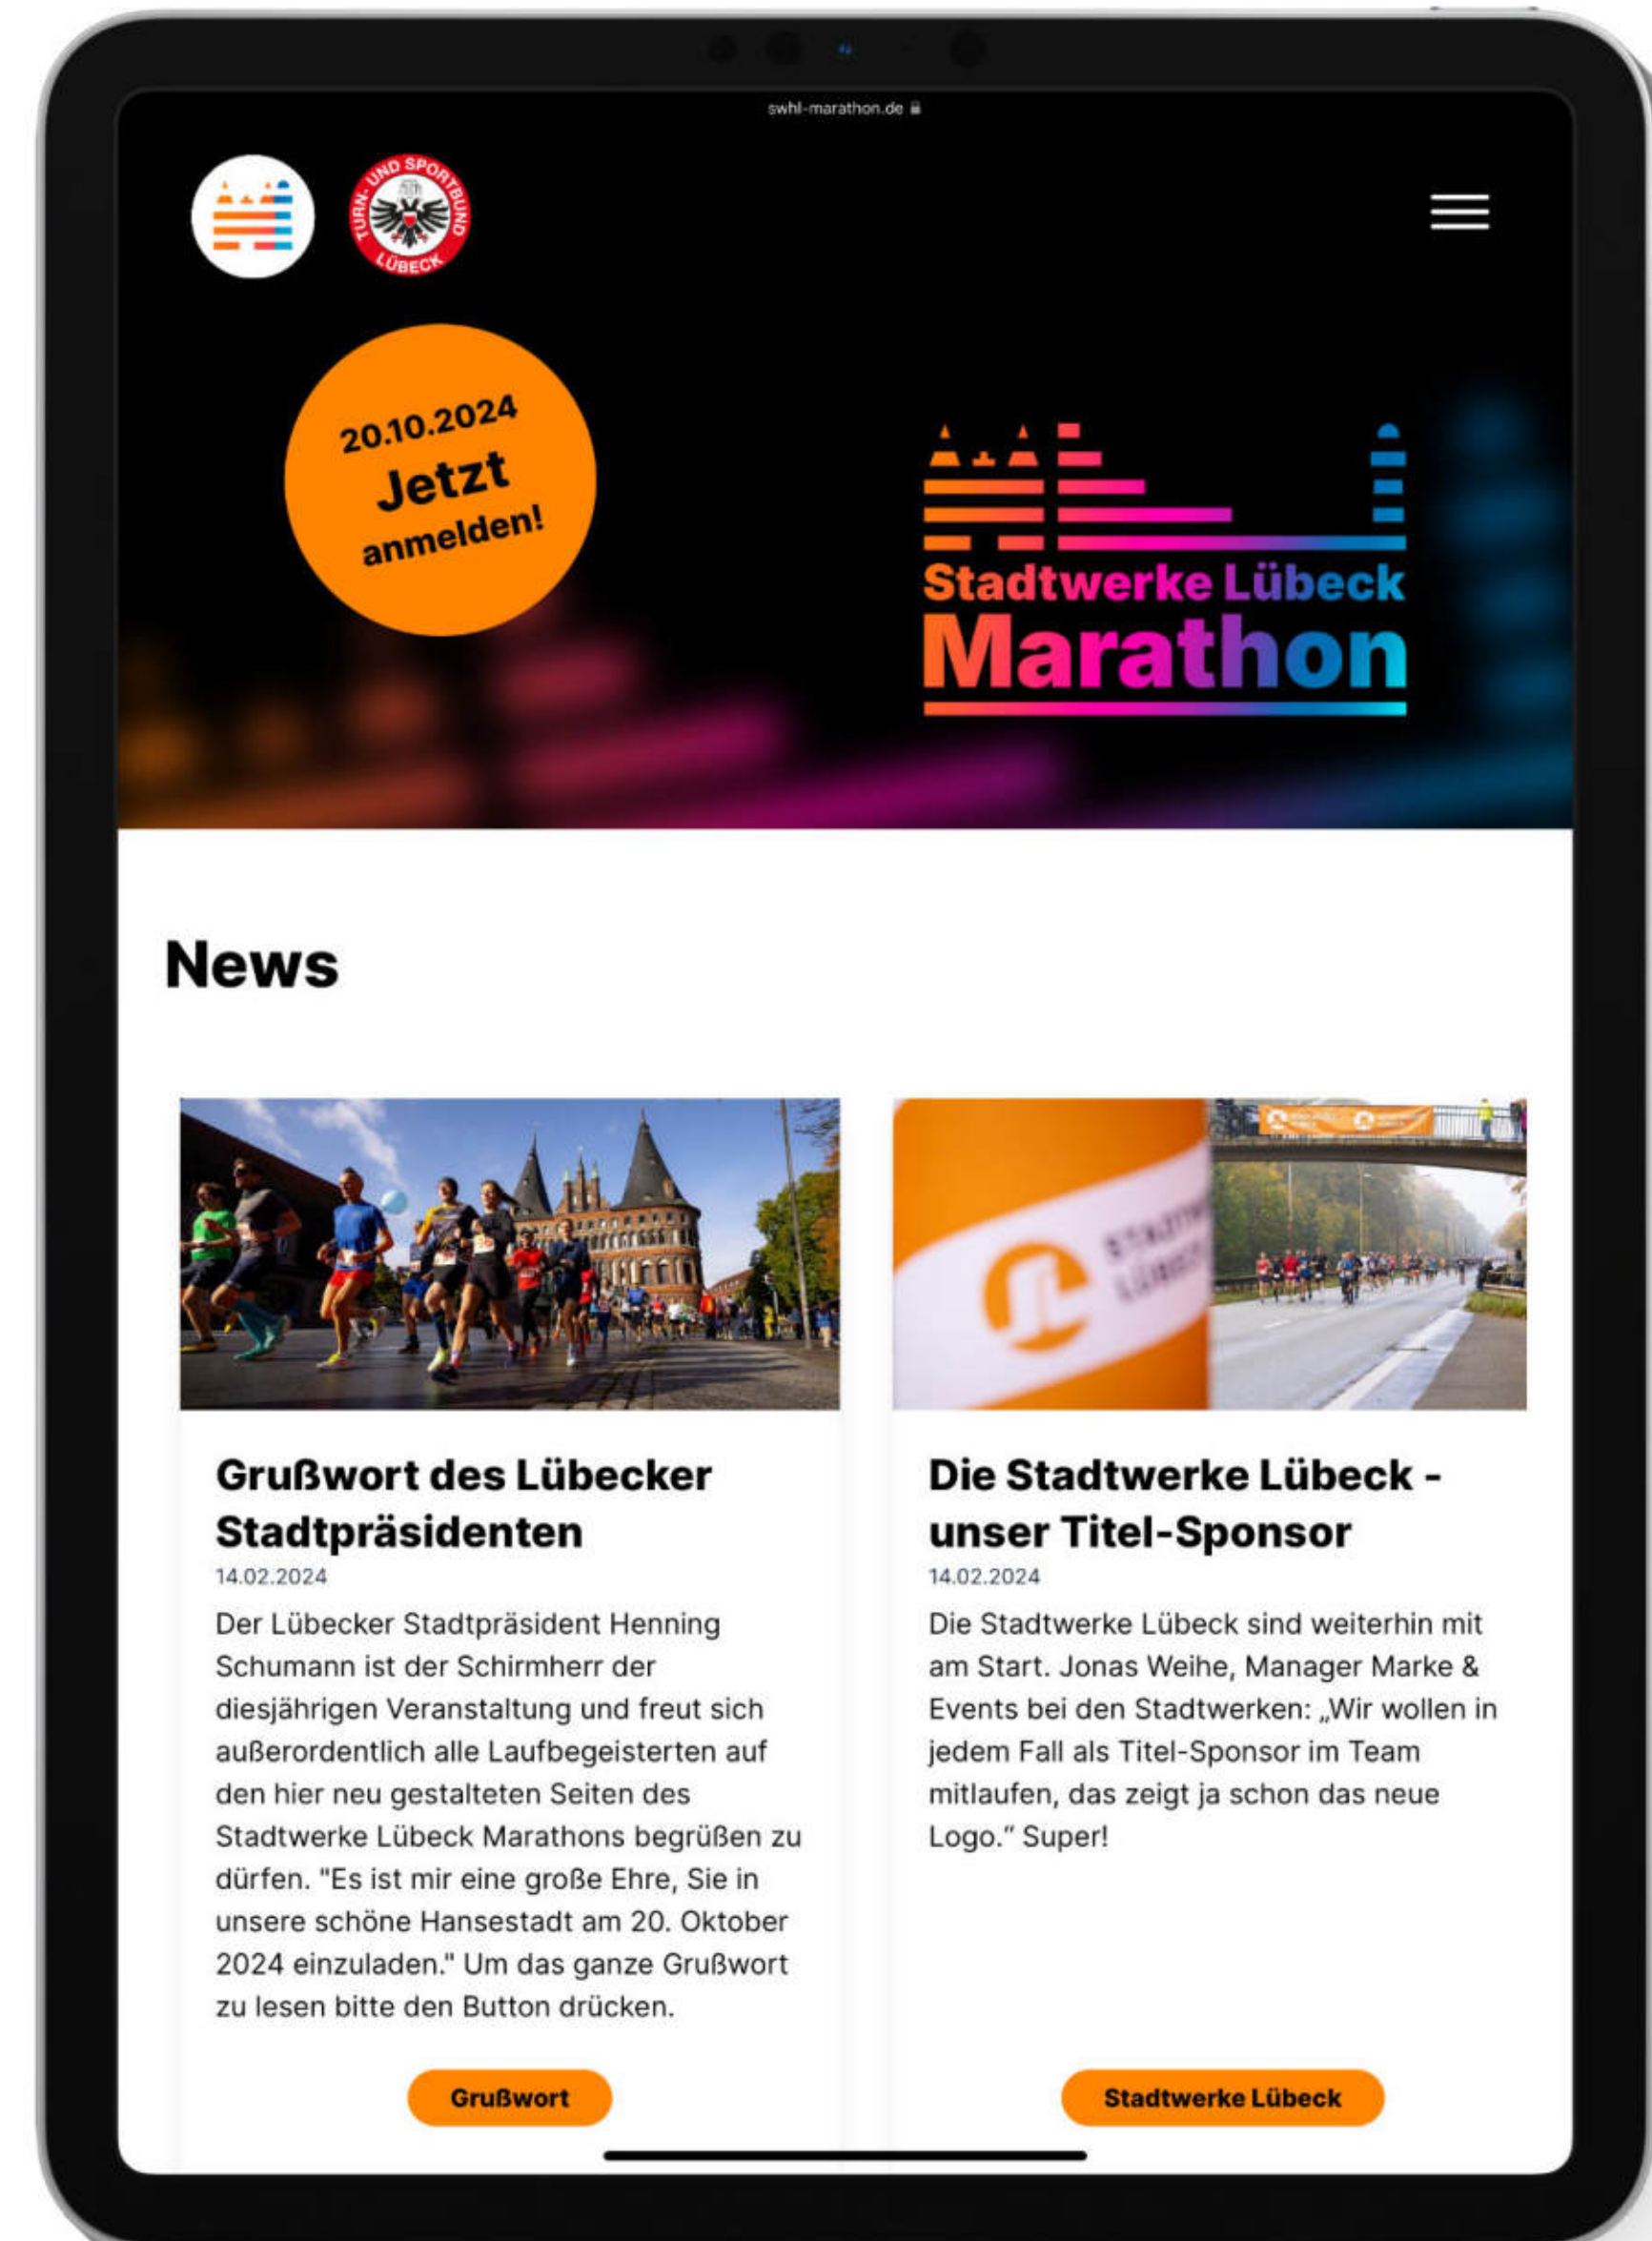 swhl-marathon.de
TURN- UND SPORTBUND
LÜBECK
20.10.2024
Jetzt
anmelden!
Stadtwerke Lübeck
Marathon
News
Grußwort des Lübecker
Stadtpräsidenten
14.02.2024
Der Lübecker Stadtpräsident Henning
Schumann ist der Schirmherr der
diesjährigen Veranstaltung und freut sich
außerordentlich alle Laufbegeisterten auf
den hier neu gestalteten Seiten des
Stadtwerke Lübeck Marathons begrüßen zu
dürfen. "Es ist mir eine große Ehre, Sie in
unsere schöne Hansestadt am 20. Oktober
2024 einzuladen." Um das ganze Grußwort
zu lesen bitte den Button drücken.
Grußwort
Die Stadtwerke Lübeck -
unser Titel-Sponsor
14.02.2024
Die Stadtwerke Lübeck sind weiterhin mit
am Start. Jonas Weihe, Manager Marke &
Events bei den Stadtwerken: „Wir wollen in
jedem Fall als Titel-Sponsor im Team
mitlaufen, das zeigt ja schon das neue
Logo.“ Super!
Stadtwerke Lübeck